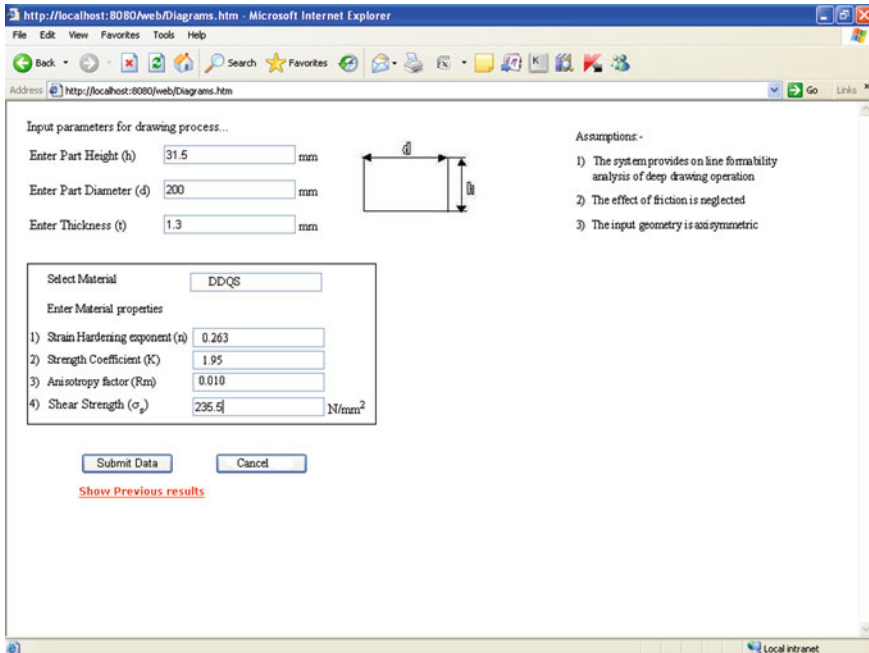 http://localhost:8080/web/Diagrams.htm - Microsoft Internet Explorer
File Edit View Favorites Tools Help
Back Search Favorites
Address http://localhost:8080/web/Diagrams.htm Go Links »
Input parameters for drawing process...
Enter Part Height (h) 31.5 mm
Enter Part Diameter (d) 200 mm
Enter Thickness (t) 1.3 mm
d
h
Assumptions:-
1) The system provides on line formability
analysis of deep drawing operation
2) The effect of friction is neglected
3) The input geometry is axisymmetric
Select Material DDQS
Enter Material properties
1) Strain Hardening exponent (n) 0.263
2) Strength Coefficient (K) 1.95
3) Anisotropy factor (Rm) 0.010
4) Shear Strength (σs) 235.5 N/mm2
Submit Data Cancel
Show Previous results
Local intranet